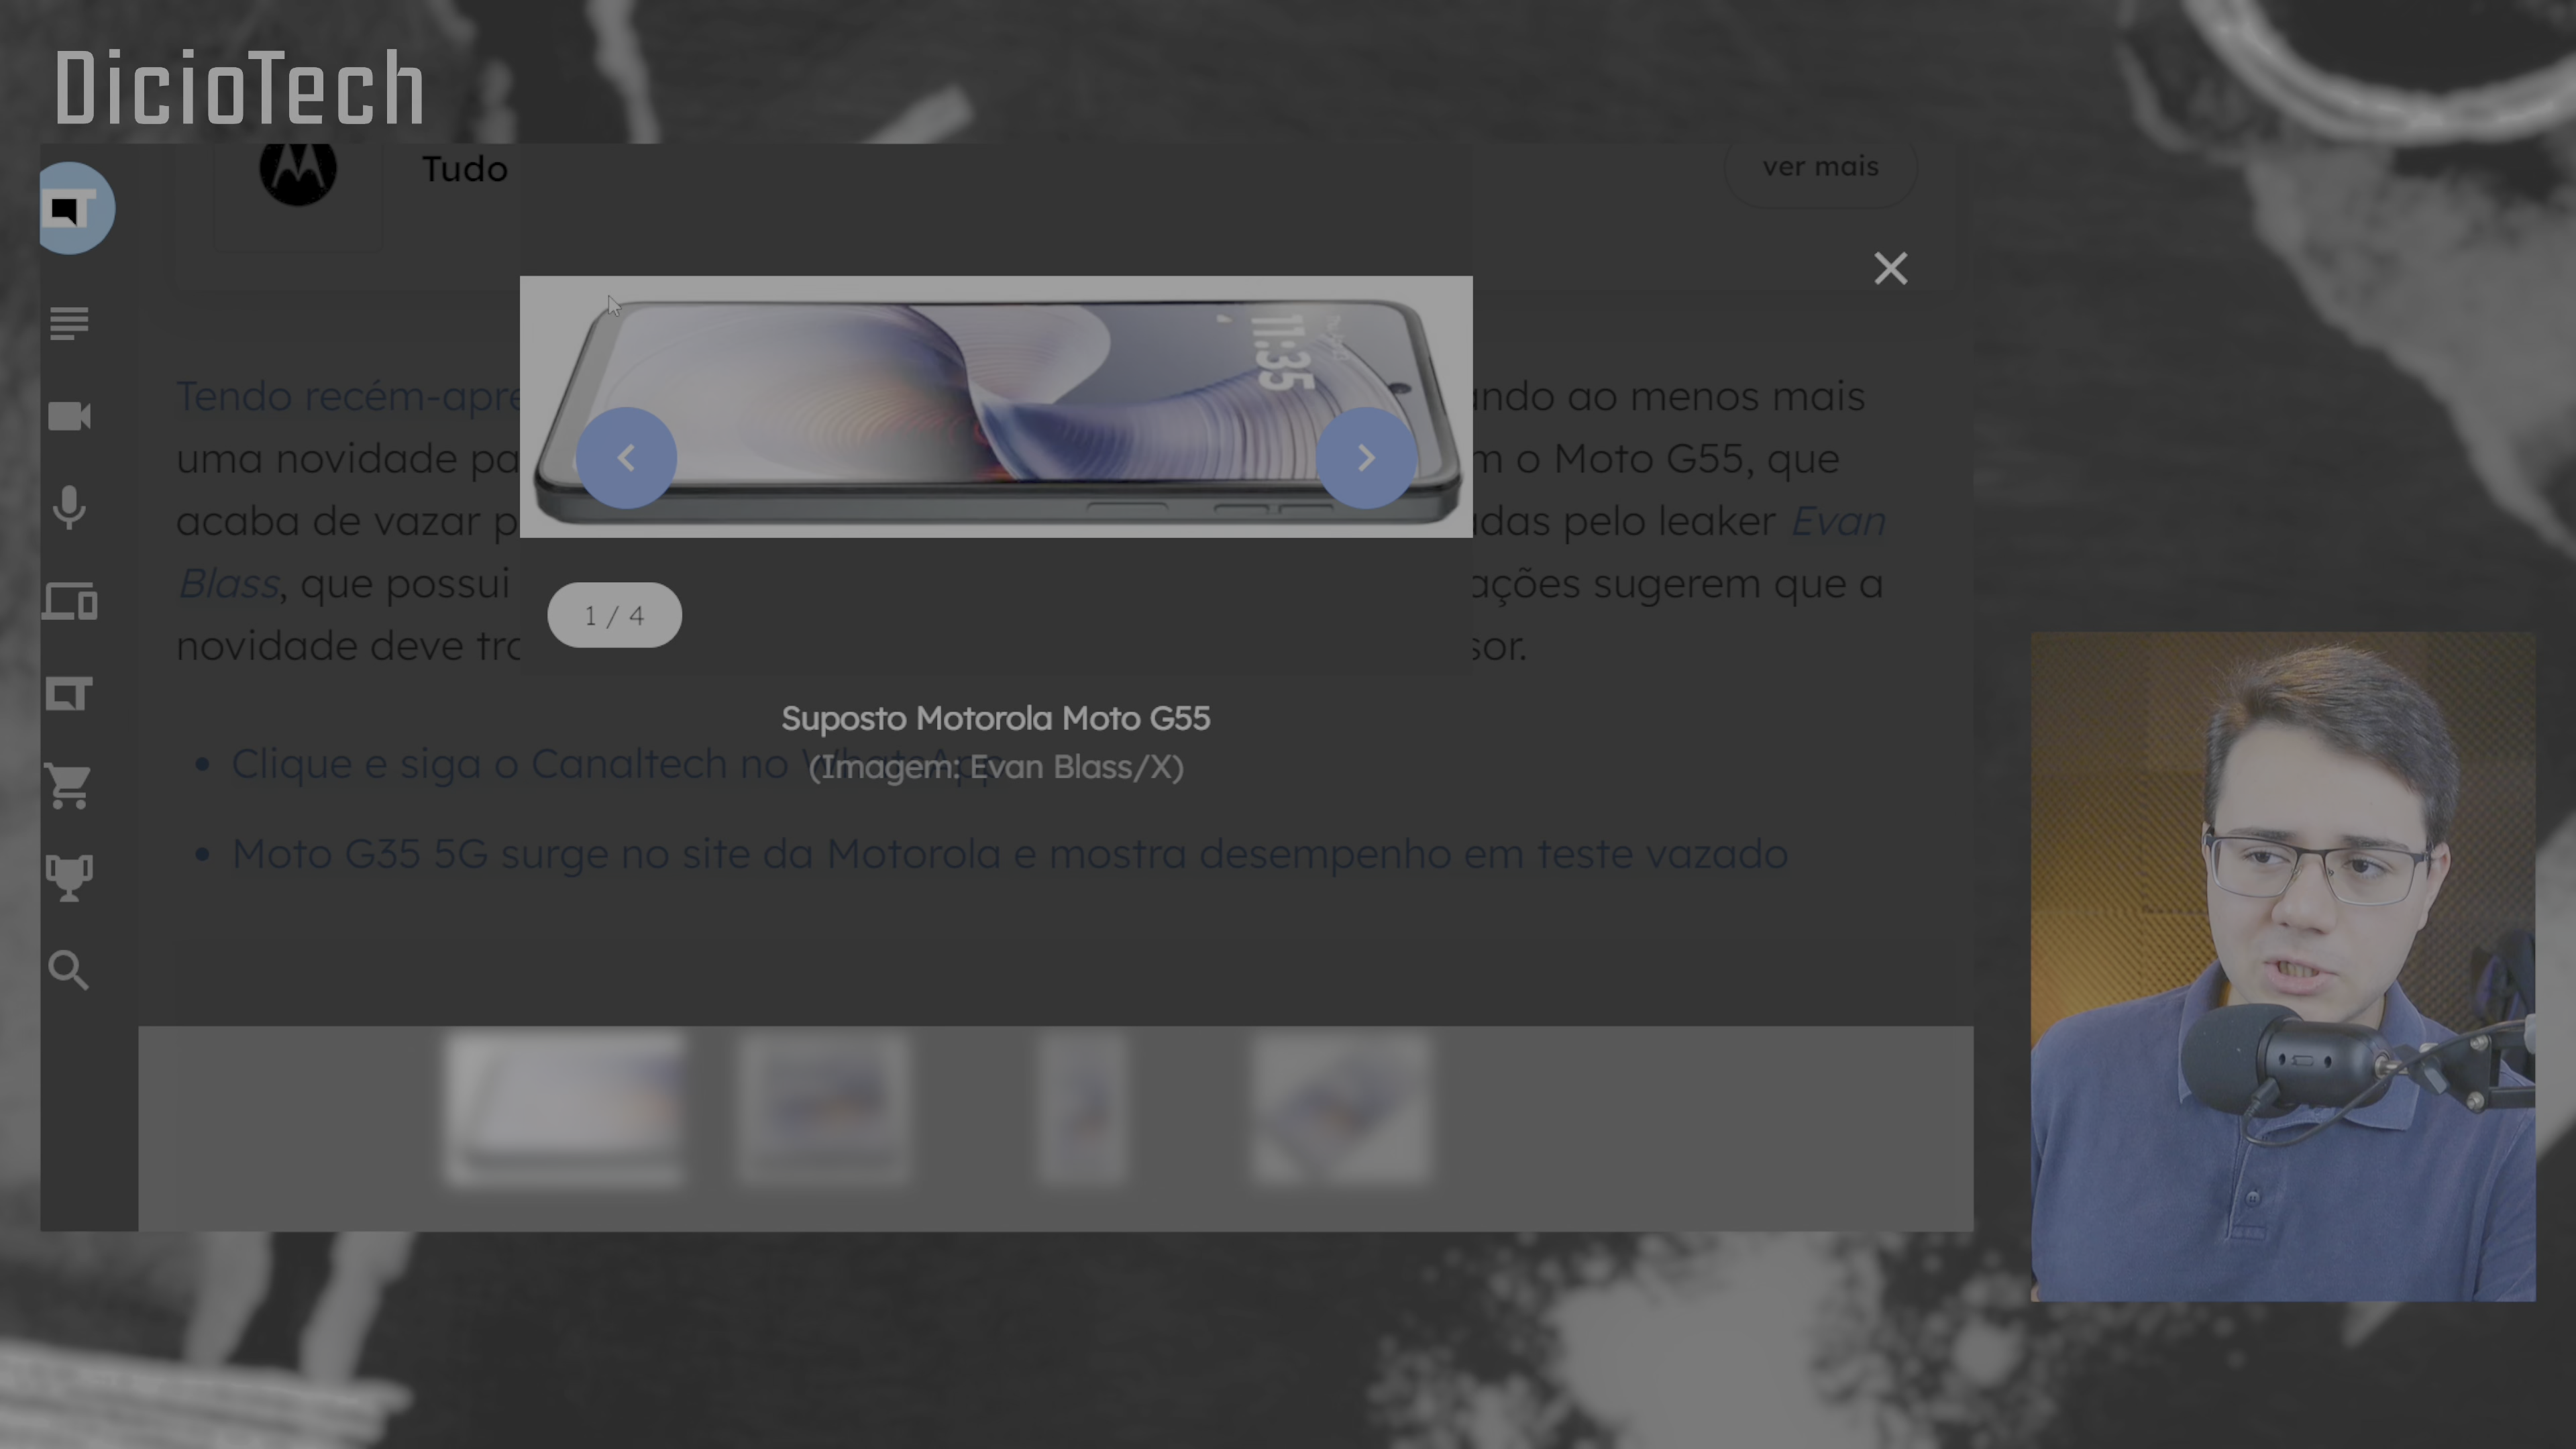 DicioTech
Tudo
ver mais
11:35
Tendo recém-apre
ndo ao menos mais
uma novidade pa
m o Moto G55, que
acaba de vazar p
das pelo leaker Evan
Blass, que possui
ações sugerem que a
novidade deve tra
sor.
1 / 4
Suposto Motorola Moto G55
Clique e siga o Canaltech no WhatsApp
(Imagem: Evan Blass/X)
Moto G35 5G surge no site da Motorola e mostra desempenho em teste vazado